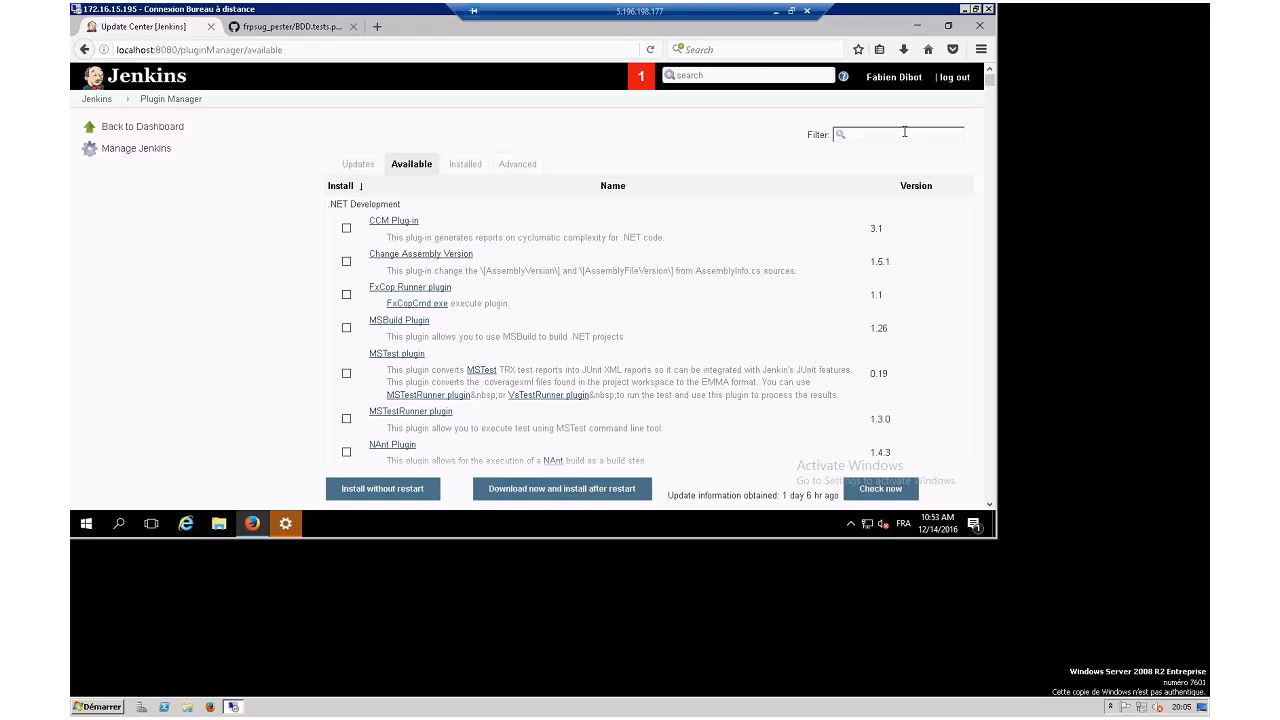 172.16.15.195 - Connexion Bureau à distance
5.196.198.177
Update Center [Jenkins]
frpsug_pester/BDD.tests.p...
localhost:8080/pluginManager/available
Search
Jenkins
1
search
Fabien Dibot
| log out
Jenkins
Plugin Manager
Back to Dashboard
Manage Jenkins
Filter:
Updates
Available
Installed
Advanced
Install ↓
Name
Version
.NET Development
CCM Plug-in
This plug-in generates reports on cyclomatic complexity for .NET code.
3.1
Change Assembly Version
This plug-in change the \[AssemblyVersion\] and \[AssemblyFileVersion\] from AssemblyInfo.cs sources.
1.5.1
FxCop Runner plugin
FxCopCmd.exe execute plugin.
1.1
MSBuild Plugin
This plugin allows you to use MSBuild to build .NET projects.
1.26
MSTest plugin
This plugin converts MSTest TRX test reports into JUnit XML reports so it can be integrated with Jenkin's JUnit features.
This plugin converts the .coveragexml files found in the project workspace to the EMMA format. You can use
MSTestRunner plugin&nbsp;or VsTestRunner plugin&nbsp;to run the test and use this plugin to process the results.
0.19
MSTestRunner plugin
This plugin allow you to execute test using MSTest command line tool.
1.3.0
NAnt Plugin
This plugin allows for the execution of a NAnt build as a build step
1.4.3
Activate Windows
Go to Settings to activate Windows.
Install without restart
Download now and install after restart
Update information obtained: 1 day 6 hr ago
Check now
FRA
10:53 AM
12/14/2016
1
Windows Server 2008 R2 Entreprise
numéro 7601
Cette copie de Windows n'est pas authentique.
Démarrer
20:05